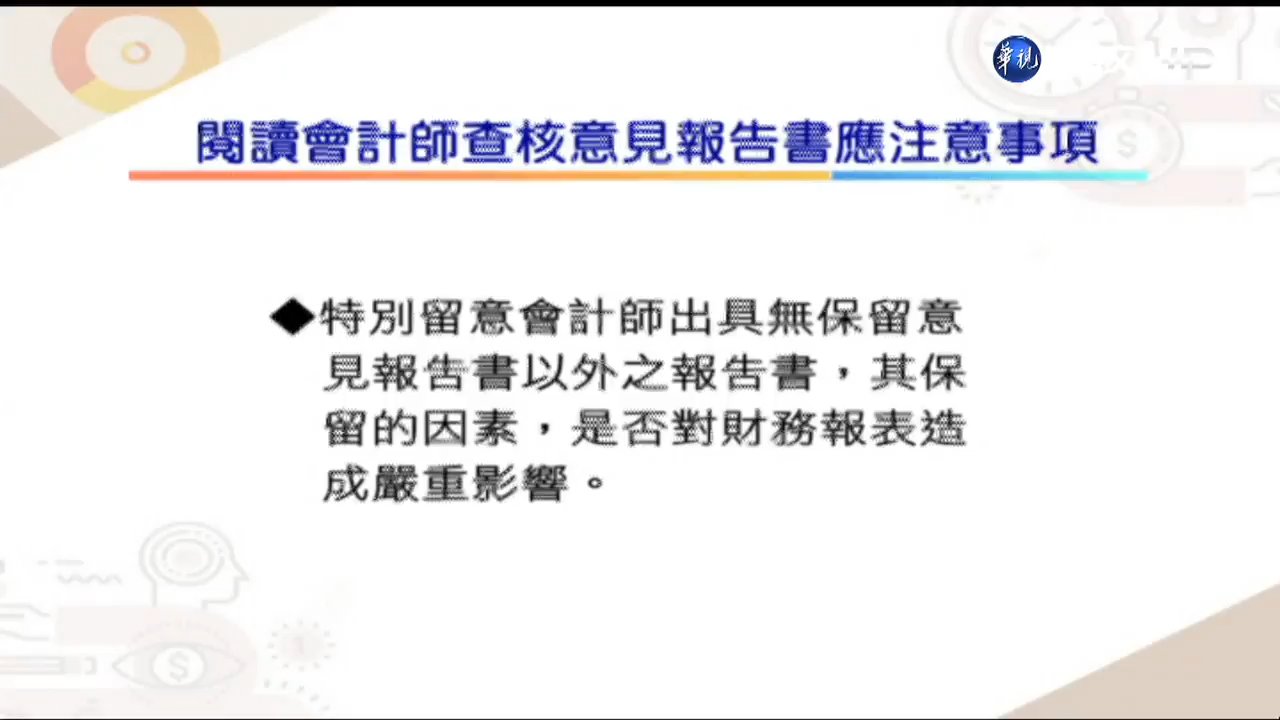 華視
閱讀會計師查核意見報告書應注意事項
◆特別留意會計師出具無保留意
見報告書以外之報告書，其保
留的因素，是否對財務報表造
成嚴重影響。